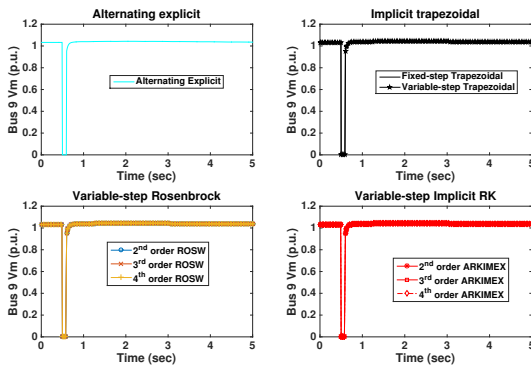 Alternating explicit
Bus 9 Vm (p.u.)
1.2
1
0.8
0.6
0.4
0.2
0
Alternating Explicit
0 1 2 3 4 5
Time (sec)
Implicit trapezoidal
Bus 9 Vm (p.u.)
1.2
1
0.8
0.6
0.4
0.2
0
Fixed-step Trapezoidal
Variable-step Trapezoidal
0 1 2 3 4 5
Time (sec)
Variable-step Rosenbrock
Bus 9 Vm (p.u.)
1.2
1
0.8
0.6
0.4
0.2
0
2nd order ROSW
3rd order ROSW
4th order ROSW
0 1 2 3 4 5
Time (sec)
Variable-step Implicit RK
Bus 9 Vm (p.u.)
1.2
1
0.8
0.6
0.4
0.2
0
2nd order ARKIMEX
3rd order ARKIMEX
4th order ARKIMEX
0 1 2 3 4 5
Time (sec)